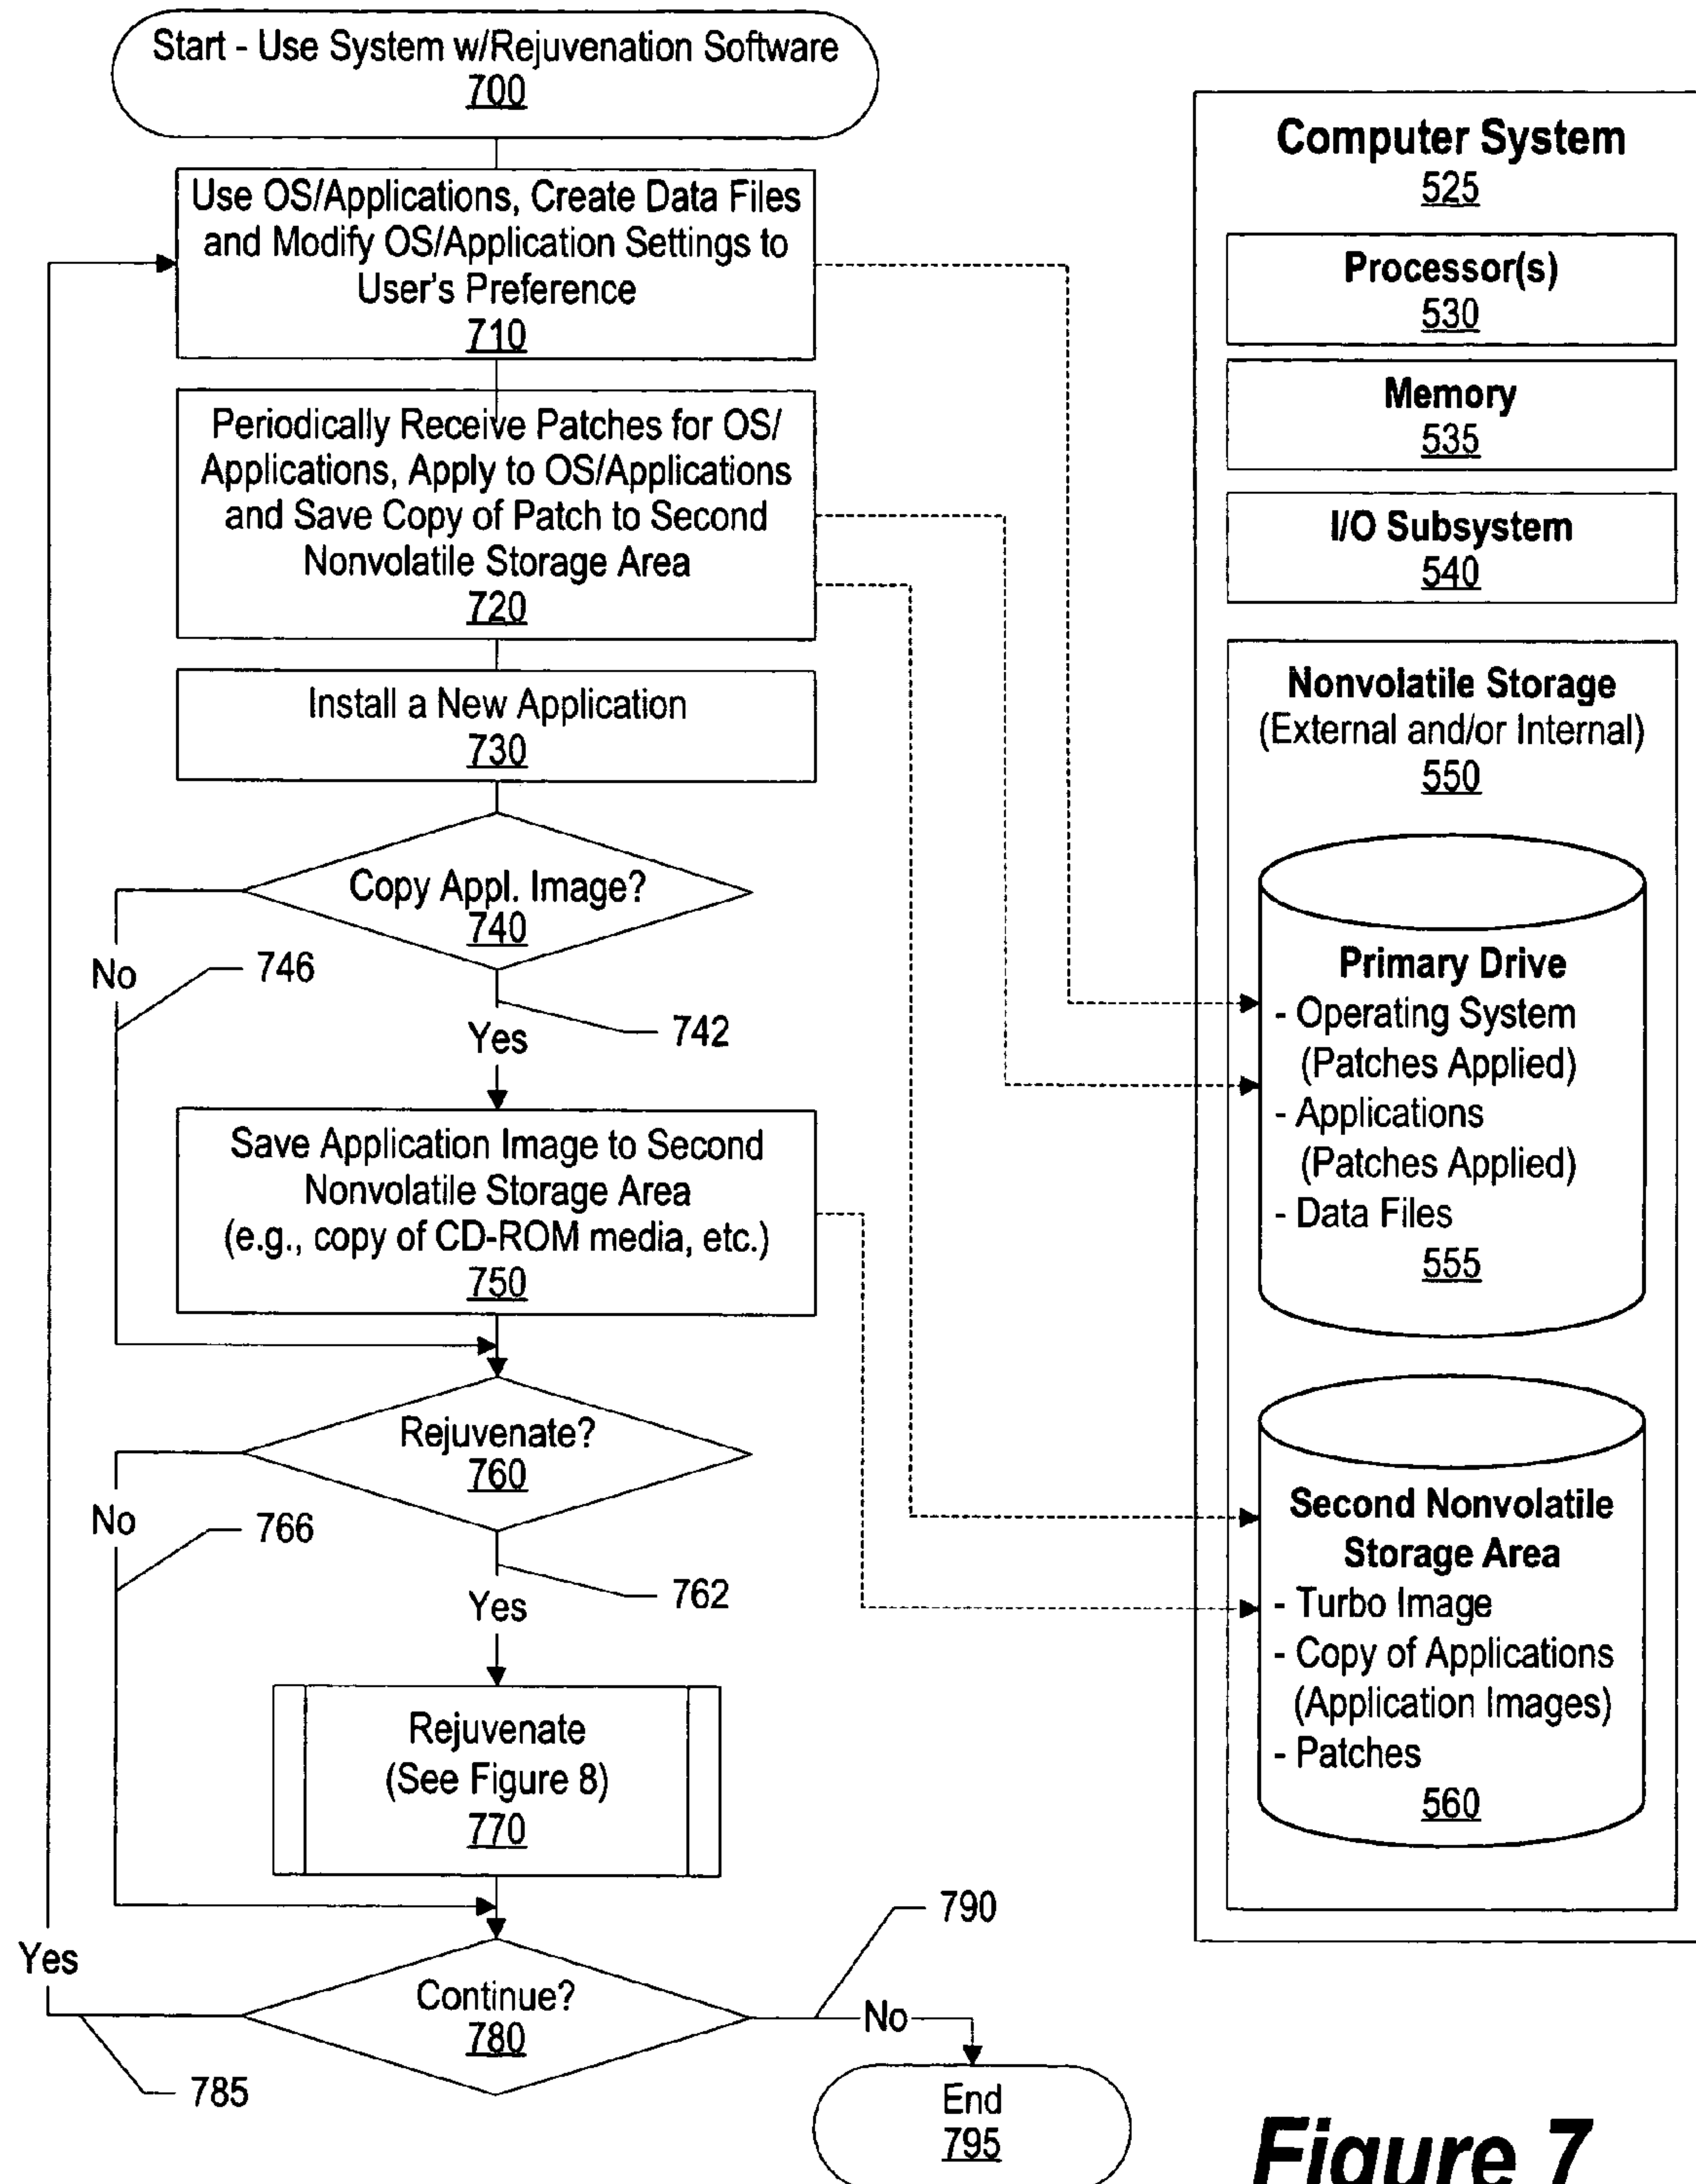 Start - Use System w/Rejuvenation Software
700
Use OS/Applications, Create Data Files
and Modify OS/Application Settings to
User's Preference
710
Periodically Receive Patches for OS/
Applications, Apply to OS/Applications
and Save Copy of Patch to Second
Nonvolatile Storage Area
720
Install a New Application
730
Copy Appl. Image?
740
No
746
742
Yes
Save Application Image to Second
Nonvolatile Storage Area
(e.g., copy of CD-ROM media, etc.)
750
Rejuvenate?
760
No
766
762
Yes
Rejuvenate
(See Figure 8)
770
790
Yes
Continue?
780
No
785
End
795
Computer System
525
Processor(s)
530
Memory
535
I/O Subsystem
540
Nonvolatile Storage
(External and/or Internal)
550
Primary Drive
- Operating System
(Patches Applied)
- Applications
(Patches Applied)
- Data Files
555
Second Nonvolatile
Storage Area
- Turbo Image
- Copy of Applications
(Application Images)
- Patches
560
Figure 7